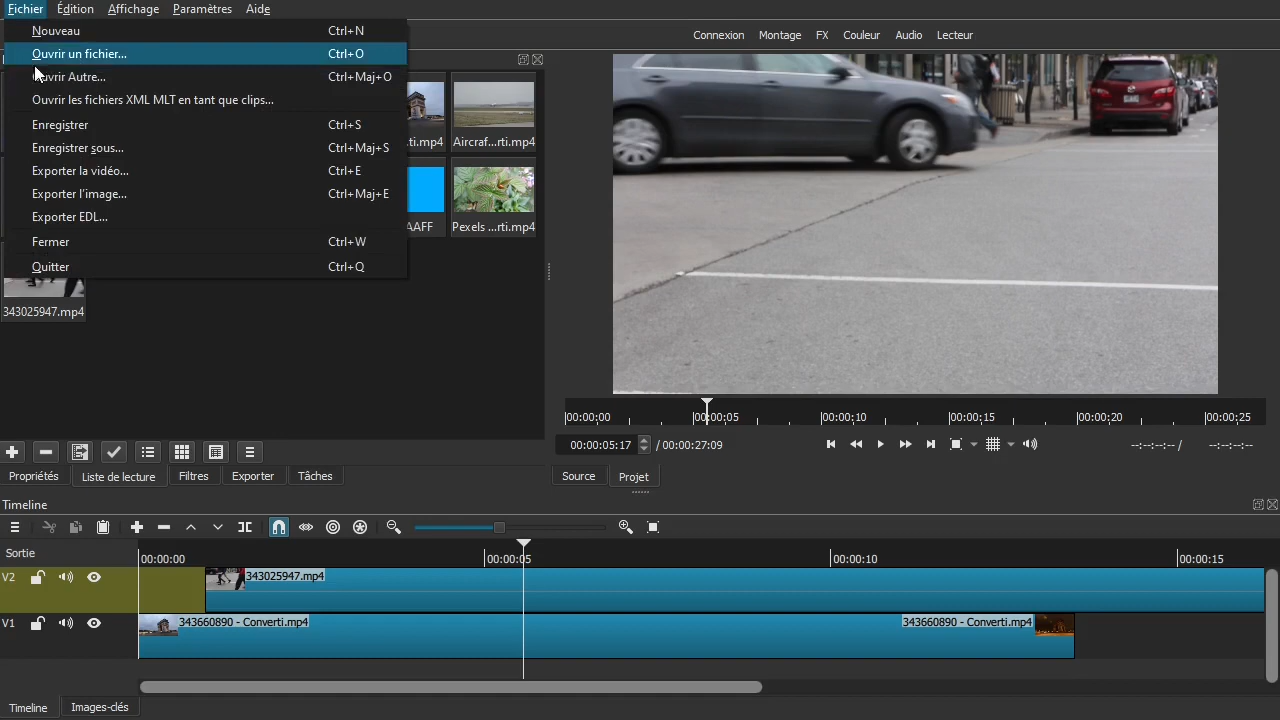 Fichier Édition Affichage Paramètres Aide
Nouveau Ctrl+N
Ouvrir un fichier... Ctrl+O
uvrir Autre... Ctrl+Maj+O
Ouvrir les fichiers XML MLT en tant que clips...
Enregistrer Ctrl+S
Enregistrer sous... Ctrl+Maj+S
Exporter la vidéo... Ctrl+E
Exporter l'image... Ctrl+Maj+E
Exporter EDL...
Fermer Ctrl+W
Quitter Ctrl+Q
Connexion Montage FX Couleur Audio Lecteur
...rti.mp4 Aircraf...rti.mp4
AAFF Pexels ...rti.mp4
343025947.mp4
|00:00:00 |00:00:05 |00:00:10 |00:00:15 |00:00:20 |00:00:25
00:00:05:17 / 00:00:27:09 --:--:--:-- / --:--:--:--
Propriétés Liste de lecture Filtres Exporter Tâches
Source Projet
Timeline
Sortie
00:00:00 00:00:05 00:00:10 00:00:15
V2 343025947.mp4
V1 343660890 - Converti.mp4 343660890 - Converti.mp4
Timeline Images-clés